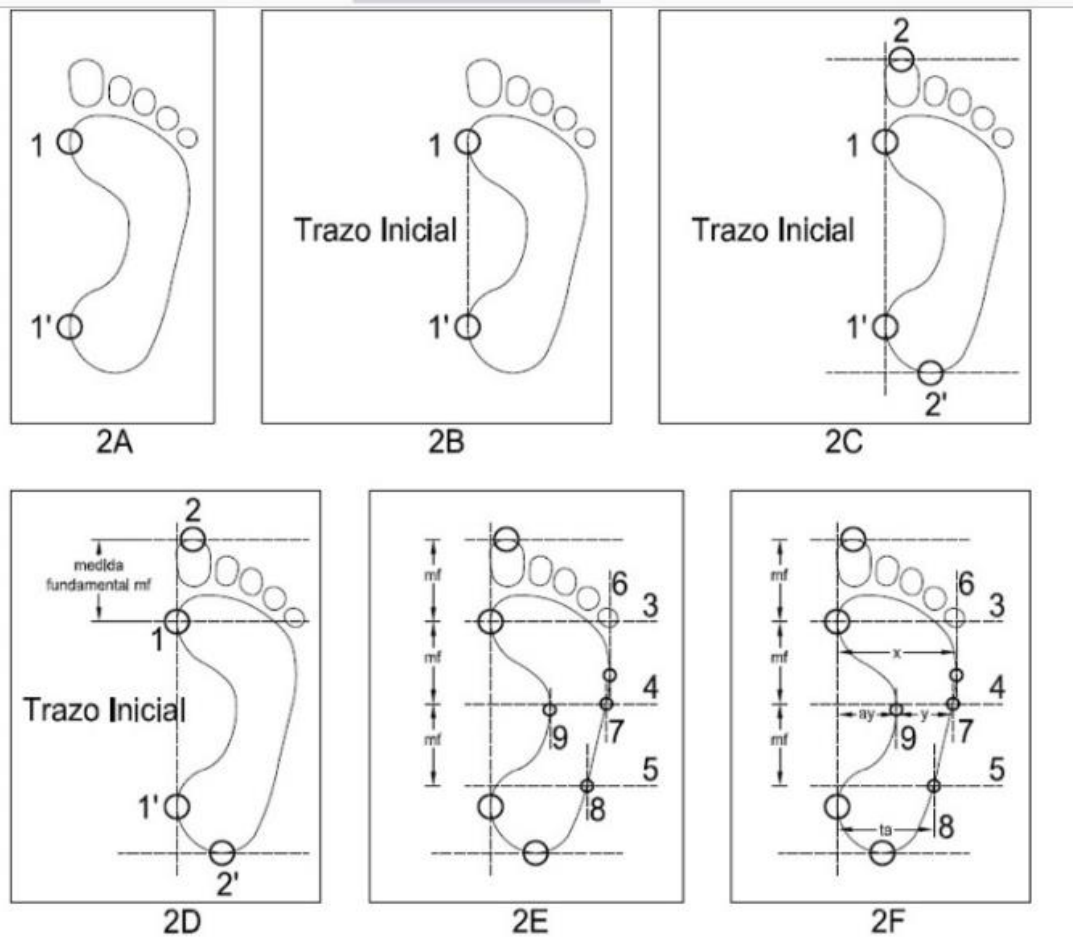 1
1'
2A
1
Trazo Inicial
1'
2B
2
1
Trazo Inicial
1'
2'
2C
2
medida
fundamental mf
1
Trazo Inicial
1'
2'
2D
mf
6
3
mf
4
9
7
mf
5
8
2E
mf
6
3
x
mf
4
ay
y
9
7
mf
5
ta
8
2F